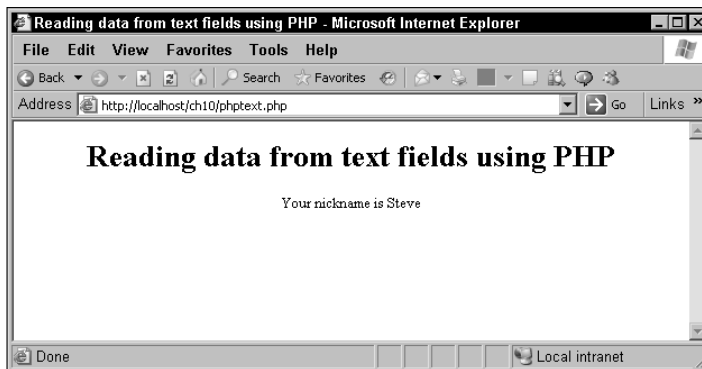 Reading data from text fields using PHP - Microsoft Internet Explorer
File Edit View Favorites Tools Help
Back Search Favorites
Address http://localhost/ch10/phptext.php Go Links »
Reading data from text fields using PHP
Your nickname is Steve
Done Local intranet